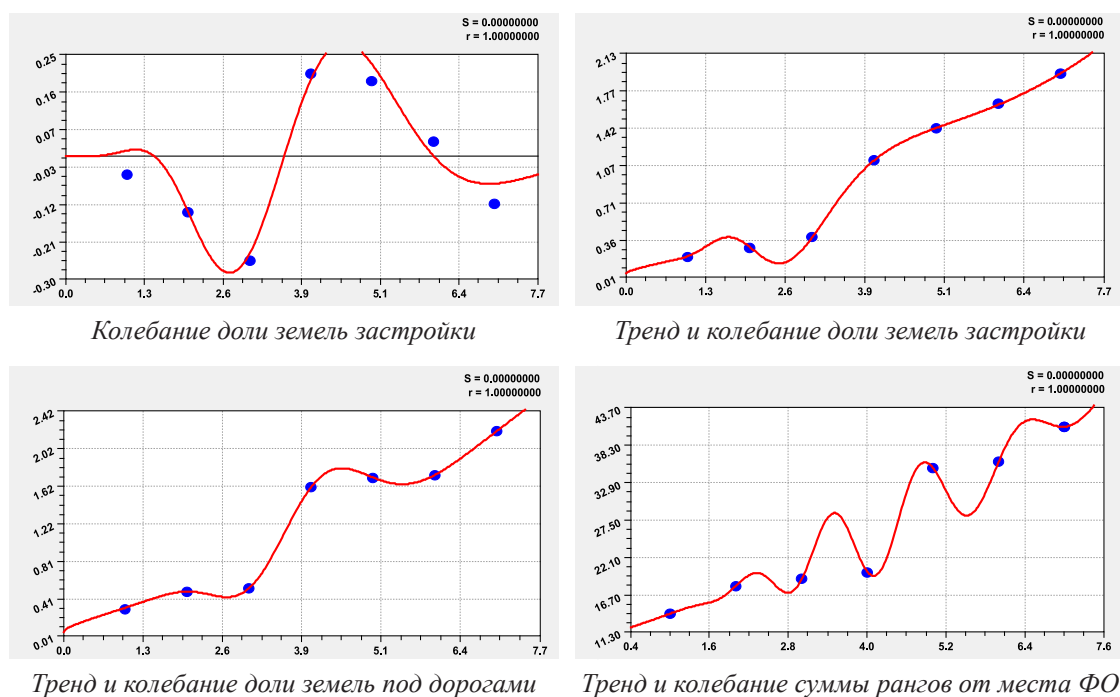 S = 0.00000000
r = 1.00000000
0.25
0.16
0.07
-0.03
-0.12
-0.21
-0.30
0.0 1.3 2.6 3.9 5.1 6.4 7.7
Колебание доли земель застройки
S = 0.00000000
r = 1.00000000
2.13
1.77
1.42
1.07
0.71
0.36
0.01
0.0 1.3 2.6 3.9 5.1 6.4 7.7
Тренд и колебание доли земель застройки
S = 0.00000000
r = 1.00000000
2.42
2.02
1.62
1.22
0.81
0.41
0.01
0.0 1.3 2.6 3.9 5.1 6.4 7.7
Тренд и колебание доли земель под дорогами
S = 0.00000000
r = 1.00000000
43.70
38.30
32.90
27.50
22.10
16.70
11.30
0.4 1.6 2.8 4.0 5.2 6.4 7.6
Тренд и колебание суммы рангов от места ФО